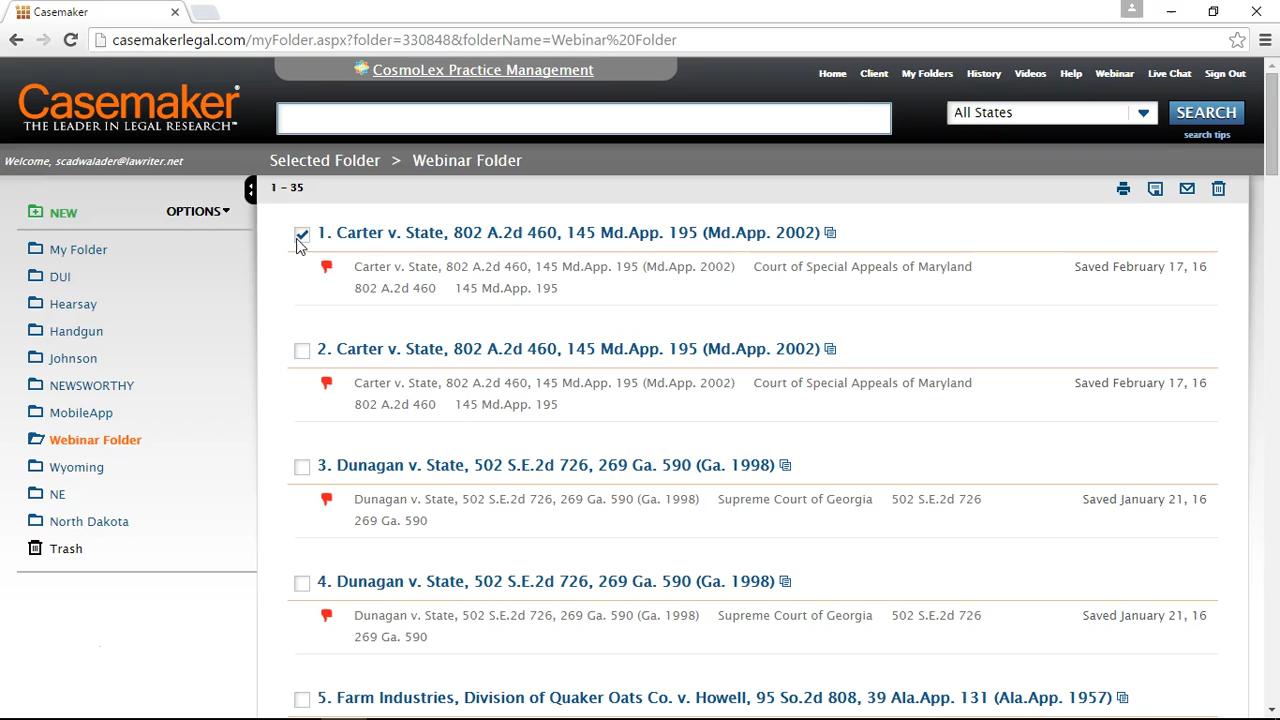 Casemaker
casemakerlegal.com/myFolder.aspx?folder=330848&folderName=Webinar%20Folder
CosmoLex Practice Management
Home Client My Folders History Videos Help Webinar Live Chat Sign Out
Casemaker®
THE LEADER IN LEGAL RESEARCH™
All States
SEARCH
search tips
Welcome, scadwalader@lawriter.net
Selected Folder > Webinar Folder
NEW
OPTIONS
My Folder
DUI
Hearsay
Handgun
Johnson
NEWSWORTHY
MobileApp
Webinar Folder
Wyoming
NE
North Dakota
Trash
1 - 35
1. Carter v. State, 802 A.2d 460, 145 Md.App. 195 (Md.App. 2002)
Carter v. State, 802 A.2d 460, 145 Md.App. 195 (Md.App. 2002) Court of Special Appeals of Maryland Saved February 17, 16
802 A.2d 460 145 Md.App. 195
2. Carter v. State, 802 A.2d 460, 145 Md.App. 195 (Md.App. 2002)
Carter v. State, 802 A.2d 460, 145 Md.App. 195 (Md.App. 2002) Court of Special Appeals of Maryland Saved February 17, 16
802 A.2d 460 145 Md.App. 195
3. Dunagan v. State, 502 S.E.2d 726, 269 Ga. 590 (Ga. 1998)
Dunagan v. State, 502 S.E.2d 726, 269 Ga. 590 (Ga. 1998) Supreme Court of Georgia 502 S.E.2d 726 Saved January 21, 16
269 Ga. 590
4. Dunagan v. State, 502 S.E.2d 726, 269 Ga. 590 (Ga. 1998)
Dunagan v. State, 502 S.E.2d 726, 269 Ga. 590 (Ga. 1998) Supreme Court of Georgia 502 S.E.2d 726 Saved January 21, 16
269 Ga. 590
5. Farm Industries, Division of Quaker Oats Co. v. Howell, 95 So.2d 808, 39 Ala.App. 131 (Ala.App. 1957)